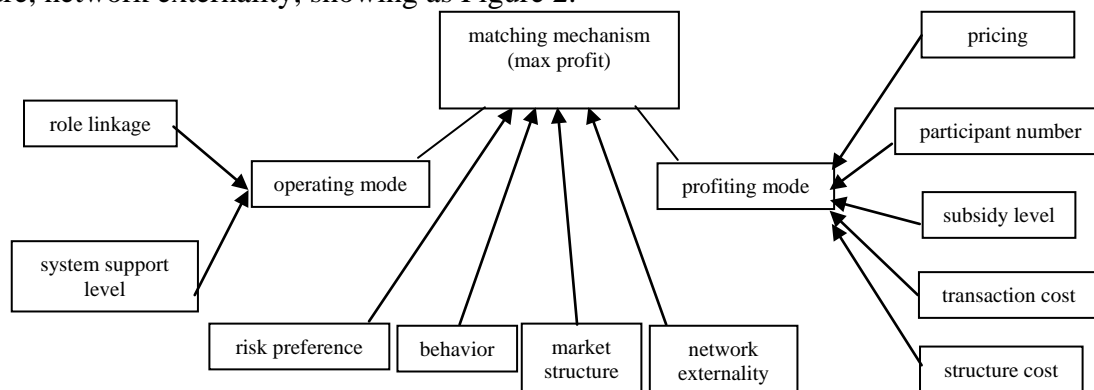 re, network externality, showing as Figure 2.
matching mechanism
(max profit)
pricing
role linkage
participant number
operating mode
profiting mode
subsidy level
system support
level
transaction cost
risk preference
behavior
market
structure
network
externality
structure cost